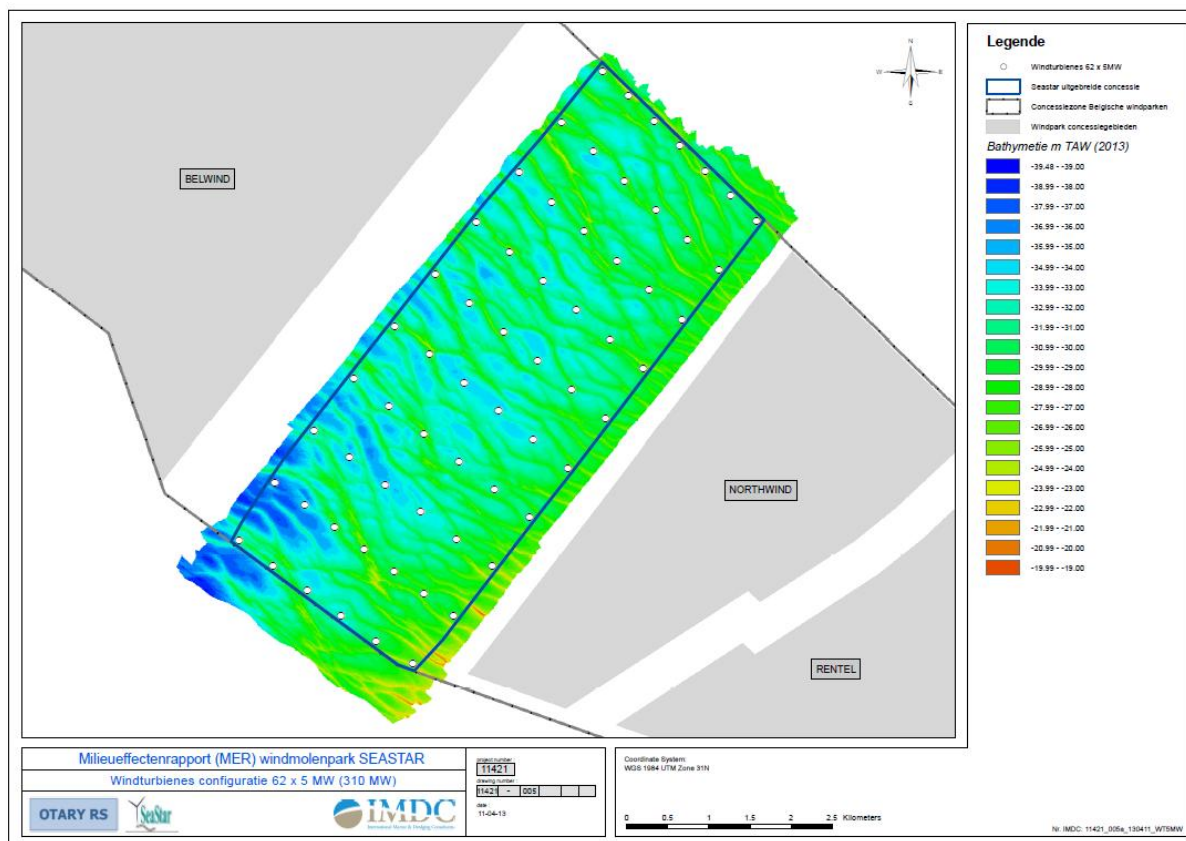 BELWIND
NORTHWIND
RENTEL
N
W
S
Legende
Windturbienes 62 x 5MW
Seastar uitgebreide concessie
Concessiezone Belgische windparken
Windpark concessiegebieden
Bathymetie m TAW (2013)
-39.48 - -39.00
-38.99 - -38.00
-37.99 - -37.00
-36.99 - -36.00
-35.99 - -35.00
-34.99 - -34.00
-33.99 - -33.00
-32.99 - -32.00
-31.99 - -31.00
-30.99 - -30.00
-29.99 - -29.00
-28.99 - -28.00
-27.99 - -27.00
-26.99 - -26.00
-25.99 - -25.00
-24.99 - -24.00
-23.99 - -23.00
-22.99 - -22.00
-21.99 - -21.00
-20.99 - -20.00
-19.99 - -19.00
Milieueffectenrapport (MER) windmolenpark SEASTAR
Windturbienes configuratie 62 x 5 MW (310 MW)
OTARY RS
SeaStar
IMDC
International Marine & Dredging Consultants
project number :
11421
drawing number :
11421 - 005
date :
11-04-13
Coordinate System:
WGS 1984 UTM Zone 31N
0 0.5 1 1.5 2 2.5 Kilometers
Nr. IMDC: 11421_005a_130411_WT5MW